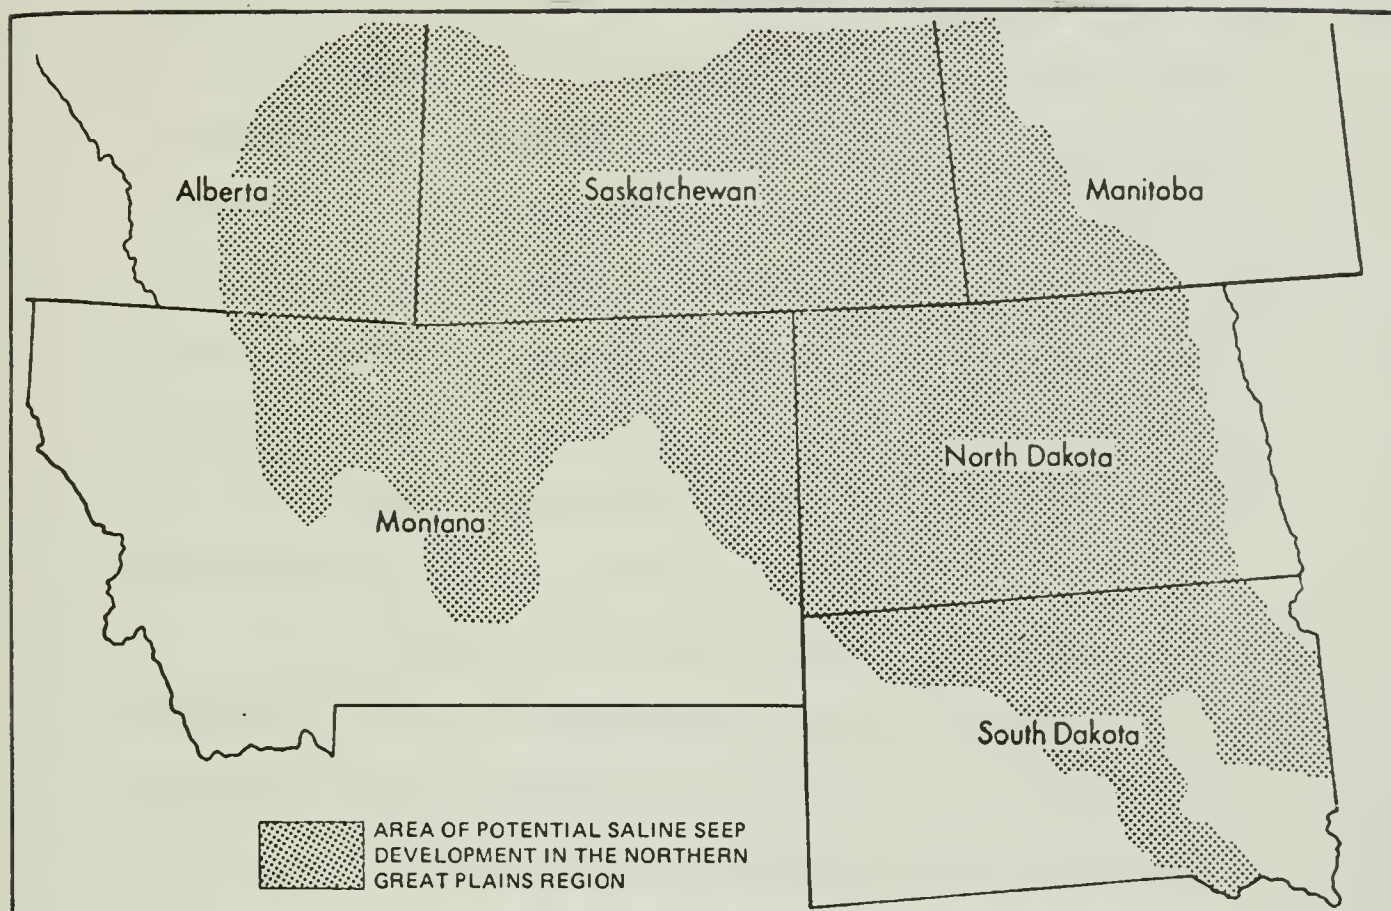 Alberta
Saskatchewan
Manitoba
North Dakota
Montana
South Dakota
AREA OF POTENTIAL SALINE SEEP
DEVELOPMENT IN THE NORTHERN
GREAT PLAINS REGION